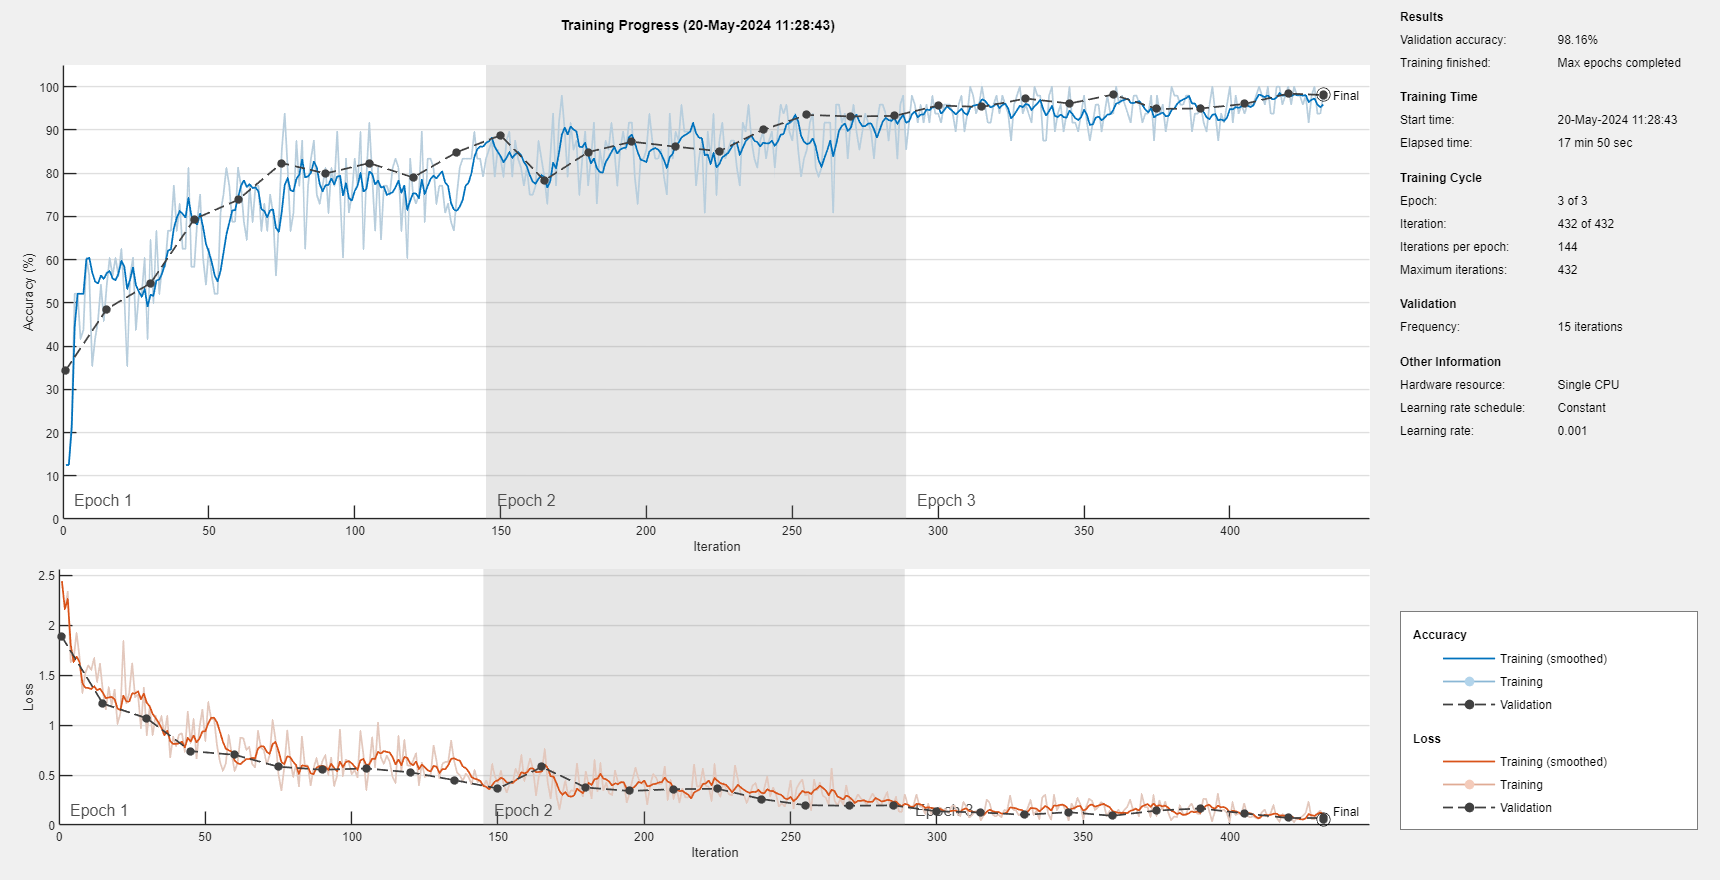 Training Progress (20-May-2024 11:28:43)
Accuracy (%)
100
90
80
70
60
50
40
30
20
10
0
Epoch 1
Epoch 2
Epoch 3
Final
0 50 100 150 200 250 300 350 400
Iteration
Loss
2.5
2
1.5
1
0.5
0
Epoch 1
Epoch 2
Epoch 3
Final
0 50 100 150 200 250 300 350 400
Iteration
Results
Validation accuracy: 98.16%
Training finished: Max epochs completed
Training Time
Start time: 20-May-2024 11:28:43
Elapsed time: 17 min 50 sec
Training Cycle
Epoch: 3 of 3
Iteration: 432 of 432
Iterations per epoch: 144
Maximum iterations: 432
Validation
Frequency: 15 iterations
Other Information
Hardware resource: Single CPU
Learning rate schedule: Constant
Learning rate: 0.001
Accuracy
Training (smoothed)
Training
Validation
Loss
Training (smoothed)
Training
Validation